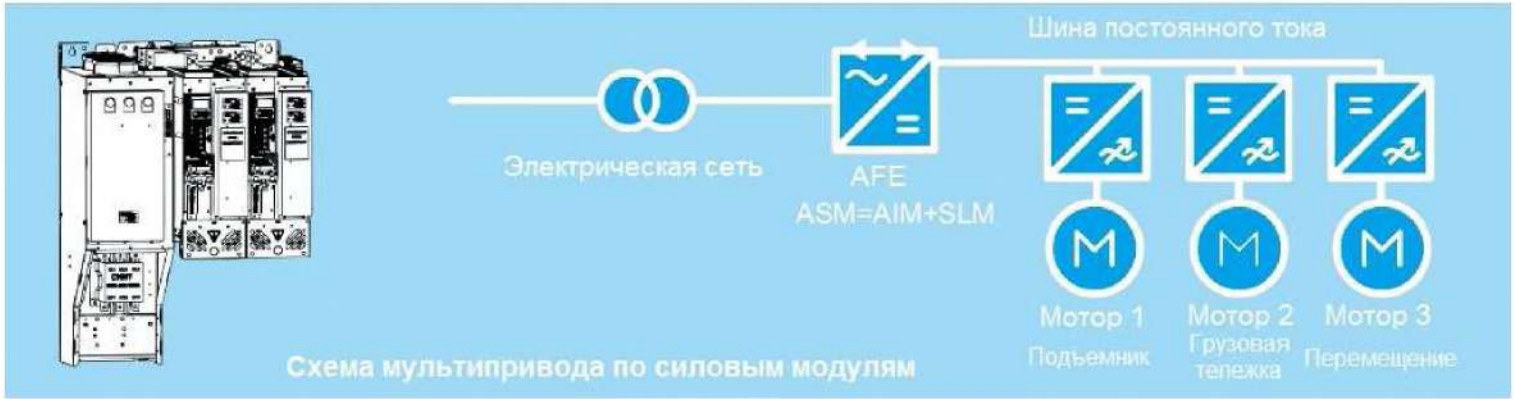 Шина постоянного тока
Электрическая сеть
AFE
ASM=AIM+SLM
M
M
M
Мотор 1
Мотор 2
Мотор 3
Подъемник
Грузовая
тележка
Перемещение
Схема мультипривода по силовым модулям